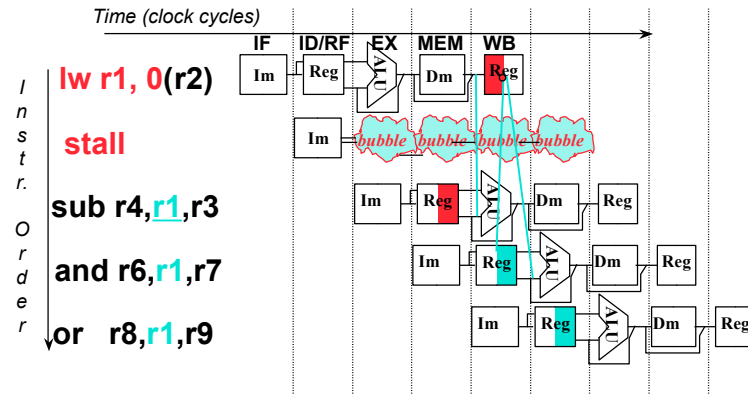 Time (clock cycles)
IF ID/RF EX MEM WB
Instr. Order
lw r1, 0(r2) Im Reg ALU Dm Reg
stall Im bubble bubble bubble bubble
sub r4,r1,r3 Im Reg ALU Dm Reg
and r6,r1,r7 Im Reg ALU Dm Reg
or r8,r1,r9 Im Reg ALU Dm Reg